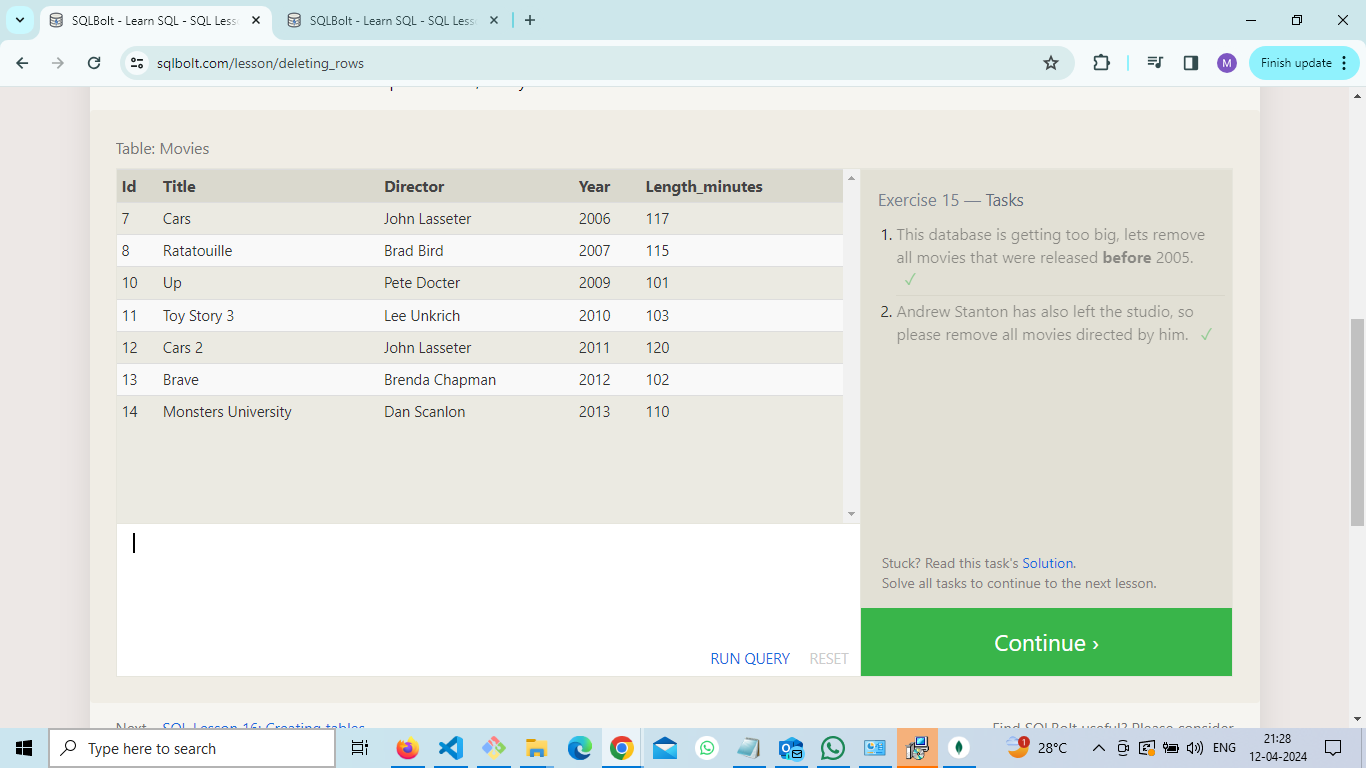 SQLBolt - Learn SQL - SQL Less
SQLBolt - Learn SQL - SQL Less
sqlbolt.com/lesson/deleting_rows
M
Finish update
Table: Movies
Id Title Director Year Length_minutes
7 Cars John Lasseter 2006 117
8 Ratatouille Brad Bird 2007 115
10 Up Pete Docter 2009 101
11 Toy Story 3 Lee Unkrich 2010 103
12 Cars 2 John Lasseter 2011 120
13 Brave Brenda Chapman 2012 102
14 Monsters University Dan Scanlon 2013 110
Exercise 15 — Tasks
1. This database is getting too big, lets remove
all movies that were released before 2005.
✓
2. Andrew Stanton has also left the studio, so
please remove all movies directed by him. ✓
Stuck? Read this task's Solution.
Solve all tasks to continue to the next lesson.
RUN QUERY RESET
Continue ›
Next – SQL Lesson 16: Creating tables
Find SQLBolt useful? Please consider
Type here to search
1
28°C
ENG
21:28
12-04-2024